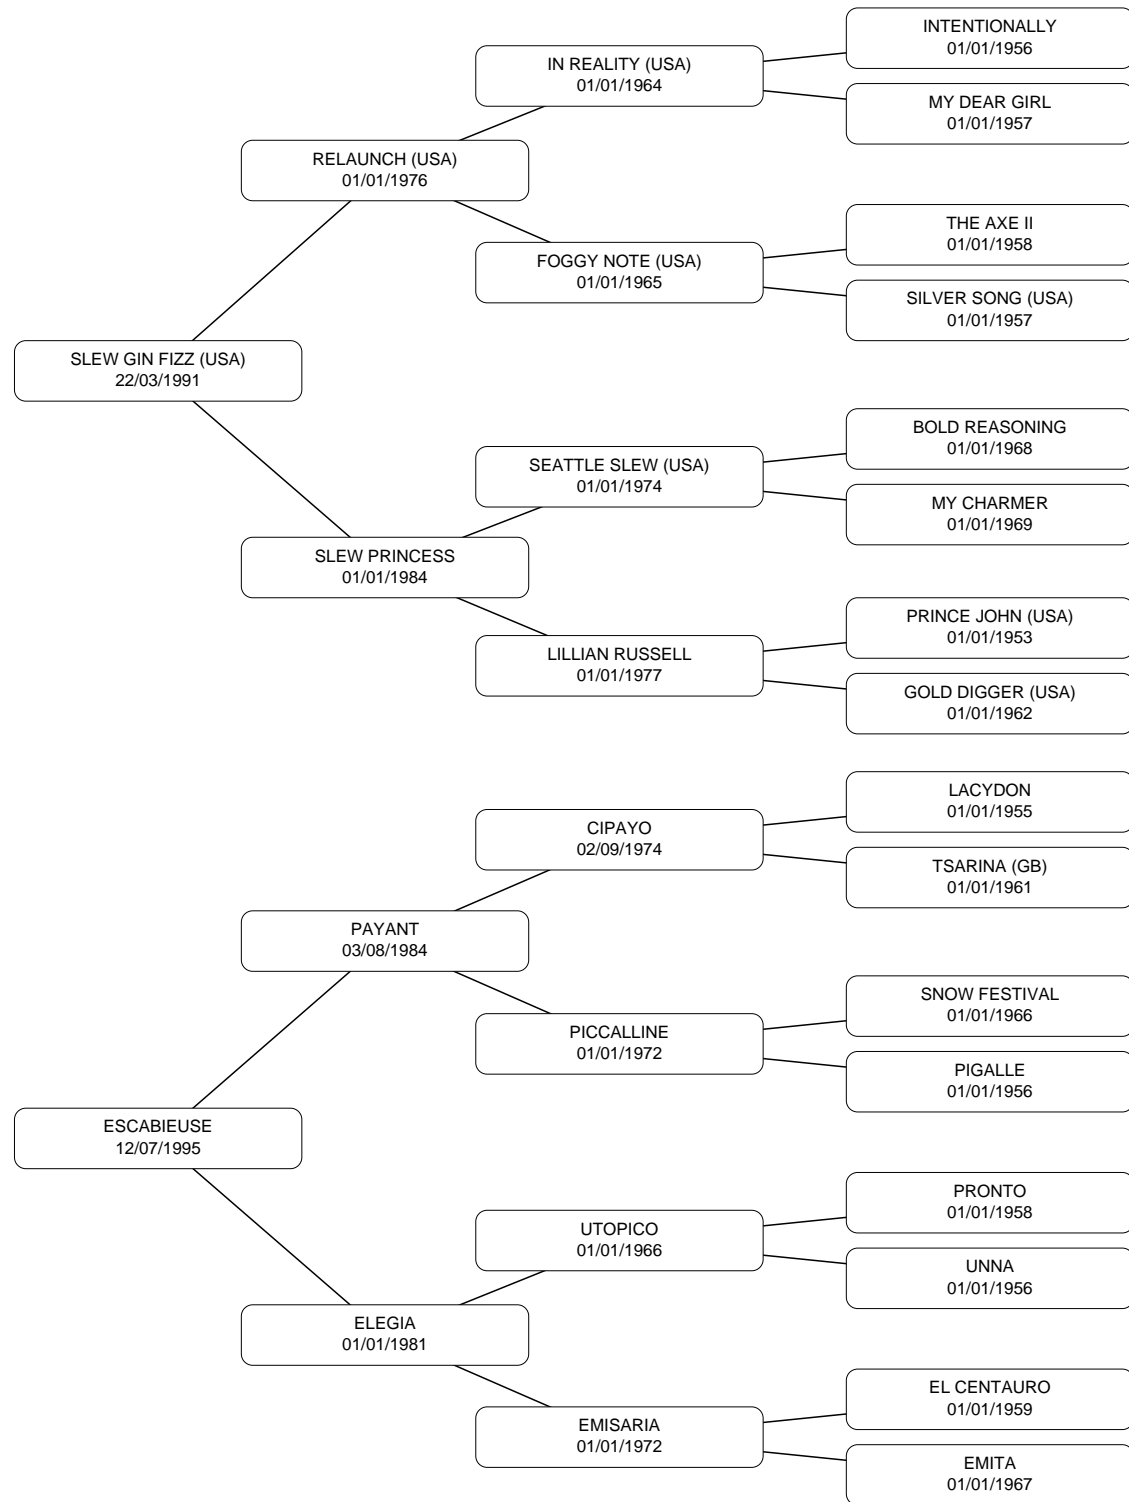 INTENTIONALLY
01/01/1956
IN REALITY (USA)
01/01/1964
MY DEAR GIRL
01/01/1957
RELAUNCH (USA)
01/01/1976
THE AXE II
01/01/1958
FOGGY NOTE (USA)
01/01/1965
SILVER SONG (USA)
01/01/1957
SLEW GIN FIZZ (USA)
22/03/1991
BOLD REASONING
01/01/1968
SEATTLE SLEW (USA)
01/01/1974
MY CHARMER
01/01/1969
SLEW PRINCESS
01/01/1984
PRINCE JOHN (USA)
01/01/1953
LILLIAN RUSSELL
01/01/1977
GOLD DIGGER (USA)
01/01/1962
LACYDON
01/01/1955
CIPAYO
02/09/1974
TSARINA (GB)
01/01/1961
PAYANT
03/08/1984
SNOW FESTIVAL
01/01/1966
PICCALLINE
01/01/1972
PIGALLE
01/01/1956
ESCABIEUSE
12/07/1995
PRONTO
01/01/1958
UTOPICO
01/01/1966
UNNA
01/01/1956
ELEGIA
01/01/1981
EL CENTAURO
01/01/1959
EMISARIA
01/01/1972
EMITA
01/01/1967